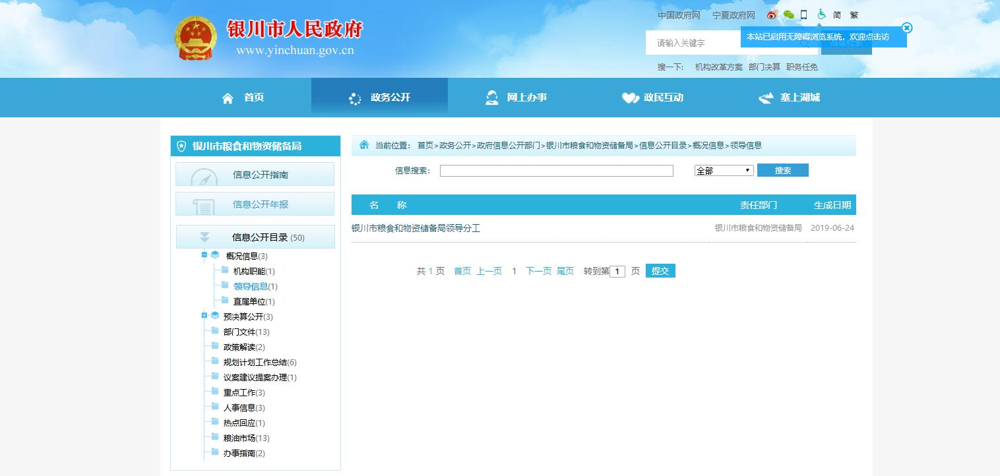 中国政府网 宁夏政府网 简 繁
银川市人民政府
www.yinchuan.gov.cn
请输入关键字
本站已启用无障碍浏览系统，欢迎点击访
问!
搜一下： 机构改革方案 部门决算 职务任免
首页 政务公开 网上办事 政民互动 塞上湖城
银川市粮食和物资储备局
信息公开指南
信息公开年报
信息公开目录 (50)
概况信息(3)
机构职能(1)
领导信息(1)
直属单位(1)
预决算公开(3)
部门文件(13)
政策解读(2)
规划计划工作总结(6)
议案建议提案办理(1)
重点工作(3)
人事信息(3)
热点回应(1)
粮油市场(13)
办事指南(2)
当前位置： 首页>政务公开>政府信息公开部门>银川市粮食和物资储备局>信息公开目录>概况信息>领导信息
信息搜索： 全部 搜索
名 称 责任部门 生成日期
银川市粮食和物资储备局领导分工 银川市粮食和物资储备局 2019-06-24
共 1 页 首页 上一页 1 下一页 尾页 转到第 1 页 提交